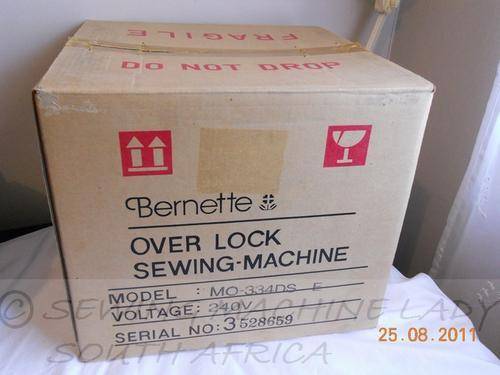 FRAGILE
DO NOT DROP
Bernette
OVER LOCK
SEWING-MACHINE
MODEL : MO-334DS E
VOLTAGE: 240V
SERIAL NO: 3528659
© SEWING MACHINE LADY
SOUTH AFRICA
25.08.2011